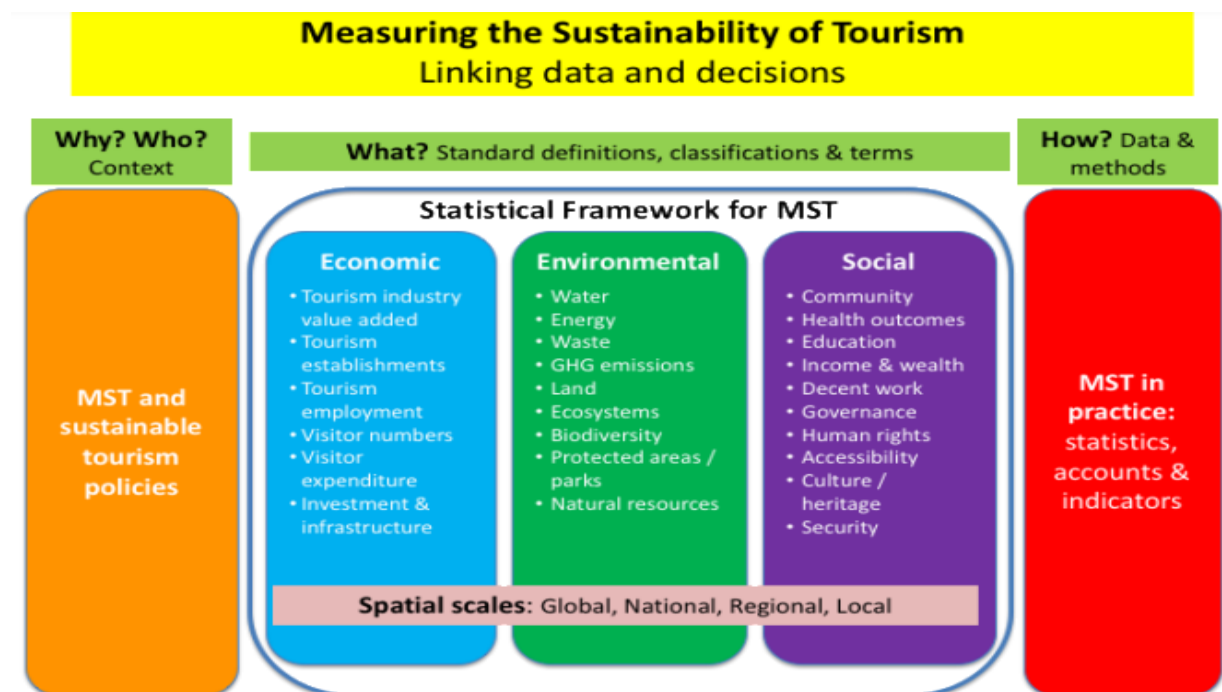 Measuring the Sustainability of Tourism
Linking data and decisions
Why? Who?
Context
What? Standard definitions, classifications & terms
How? Data &
methods
MST and
sustainable
tourism
policies
Statistical Framework for MST
Economic
• Tourism industry
value added
• Tourism
establishments
• Tourism
employment
• Visitor numbers
• Visitor
expenditure
• Investment &
infrastructure
Environmental
• Water
• Energy
• Waste
• GHG emissions
• Land
• Ecosystems
• Biodiversity
• Protected areas /
parks
• Natural resources
Social
• Community
• Health outcomes
• Education
• Income & wealth
• Decent work
• Governance
• Human rights
• Accessibility
• Culture /
heritage
• Security
Spatial scales: Global, National, Regional, Local
MST in
practice:
statistics,
accounts &
indicators